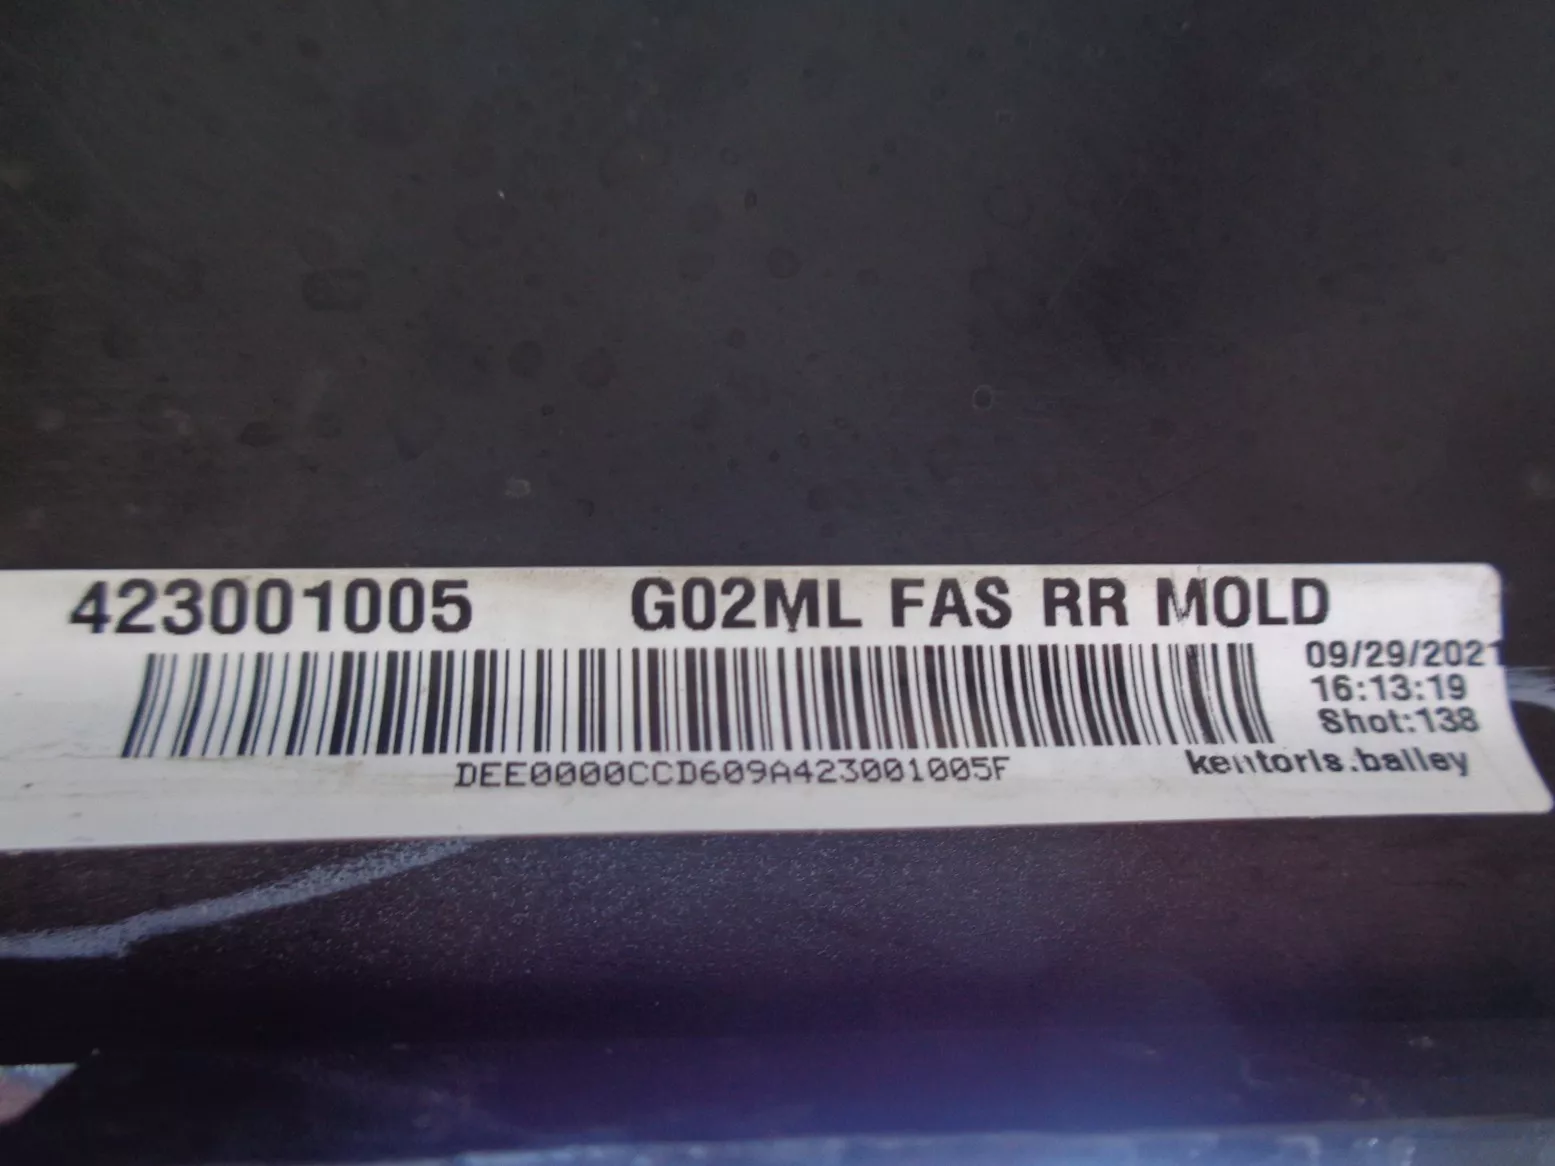 423001005 G02ML FAS RR MOLD
09/29/2021
16:13:19
Shot:138
DEE0000CCD609A423001005F
kentoris.bailey